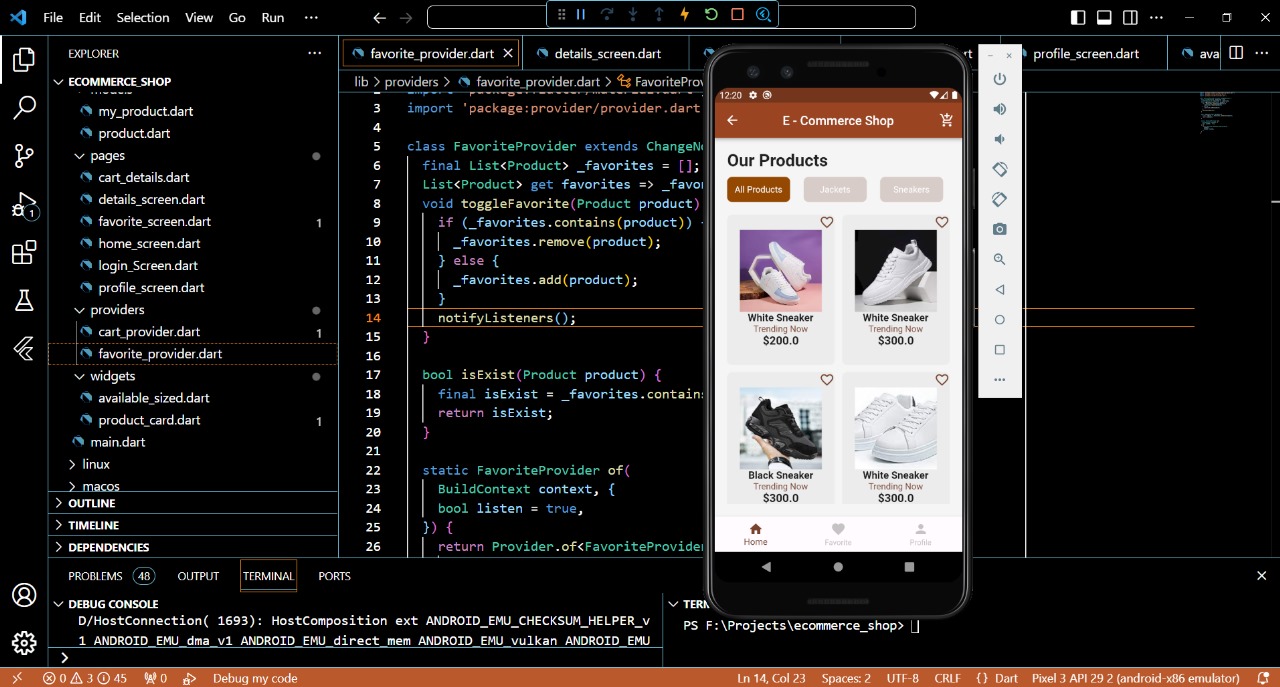 File Edit Selection View Go Run ···
EXPLORER ···
ECOMMERCE_SHOP
my_product.dart
product.dart
pages
cart_details.dart
details_screen.dart
favorite_screen.dart 1
home_screen.dart
login_Screen.dart
profile_screen.dart
providers
cart_provider.dart 1
favorite_provider.dart
widgets
available_sized.dart
product_card.dart 1
main.dart
linux
macos
OUTLINE
TIMELINE
DEPENDENCIES
1
favorite_provider.dart details_screen.dart profile_screen.dart ava
lib > providers > favorite_provider.dart > FavoritePro
3 import 'package:provider/provider.dart
4
5 class FavoriteProvider extends ChangeNo
6 final List<Product> _favorites = [];
7 List<Product> get favorites => _favo
8 void toggleFavorite(Product product)
9 if (_favorites.contains(product)) {
10 _favorites.remove(product);
11 } else {
12 _favorites.add(product);
13 }
14 notifyListeners();
15 }
16
17 bool isExist(Product product) {
18 final isExist = _favorites.contains
19 return isExist;
20 }
21
22 static FavoriteProvider of(
23 BuildContext context, {
24 bool listen = true,
25 }) {
26 return Provider.of<FavoriteProvider
12:20
E - Commerce Shop
Our Products
All Products Jackets Sneakers
White Sneaker White Sneaker
Trending Now Trending Now
$200.0 $300.0
Black Sneaker White Sneaker
Trending Now Trending Now
$300.0 $300.0
Home Favorite Profile
PROBLEMS 48 OUTPUT TERMINAL PORTS
DEBUG CONSOLE
D/HostConnection( 1693): HostComposition ext ANDROID_EMU_CHECKSUM_HELPER_v
1 ANDROID_EMU_dma_v1 ANDROID_EMU_direct_mem ANDROID_EMU_vulkan ANDROID_EMU
>
TER
PS F:\Projects\ecommerce_shop>
0 3 45 0 Debug my code Ln 14, Col 23 Spaces: 2 UTF-8 CRLF {} Dart Pixel 3 API 29 2 (android-x86 emulator)